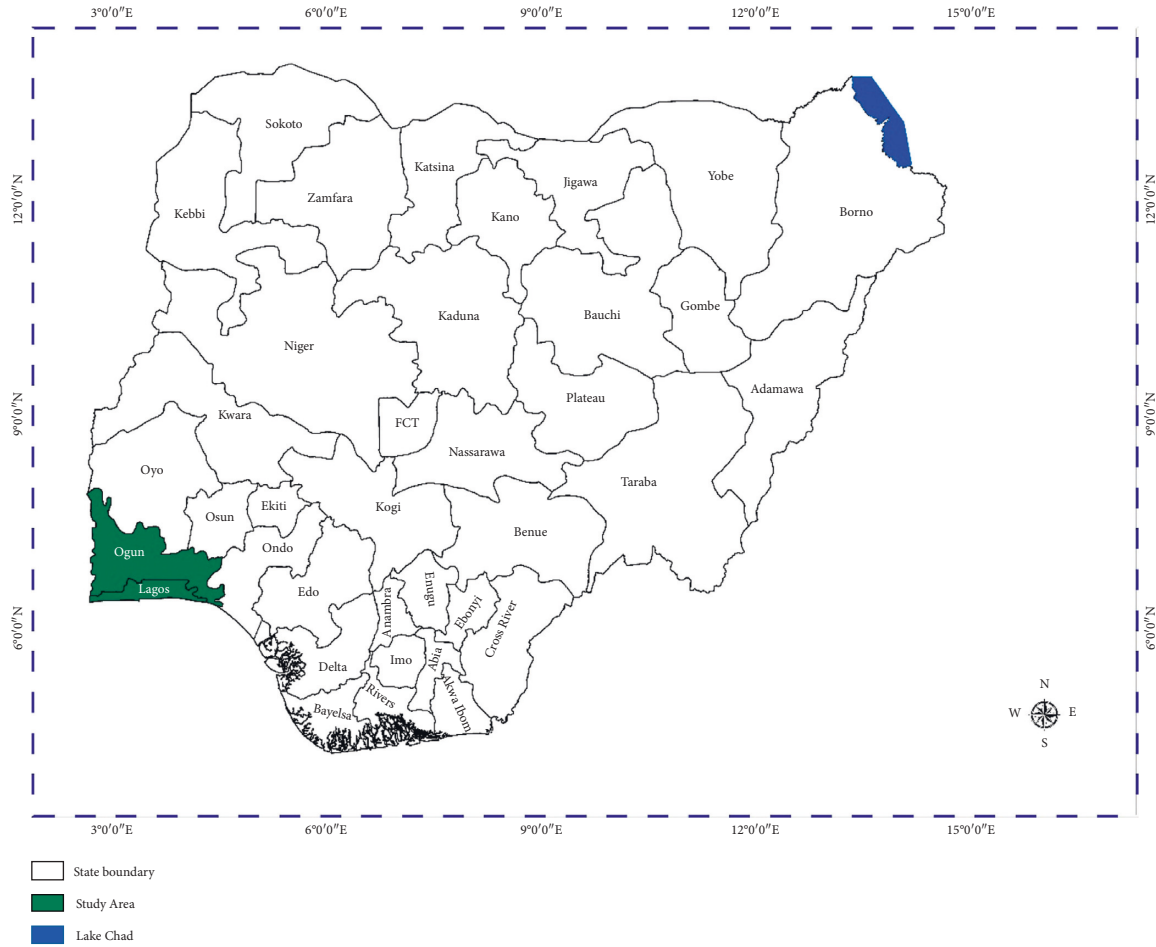 3°0′0″E
6°0′0″E
9°0′0″E
12°0′0″E
15°0′0″E
12°0′0″N
9°0′0″N
6°0′0″N
12°0′0″N
9°0′0″N
6°0′0″N
Sokoto
Katsina
Jigawa
Yobe
Zamfara
Kebbi
Kano
Borno
Gombe
Kaduna
Bauchi
Niger
Adamawa
Plateau
Kwara
FCT
Nassarawa
Oyo
Taraba
Kogi
Ekiti
Osun
Benue
Ogun
Ondo
Lagos
Edo
Enugu
Anambra
Ebonyi
Cross River
Abia
Imo
Delta
Rivers
Akwa Ibom
Bayelsa
N
W
E
S
3°0′0″E
6°0′0″E
9°0′0″E
12°0′0″E
15°0′0″E
State boundary
Study Area
Lake Chad